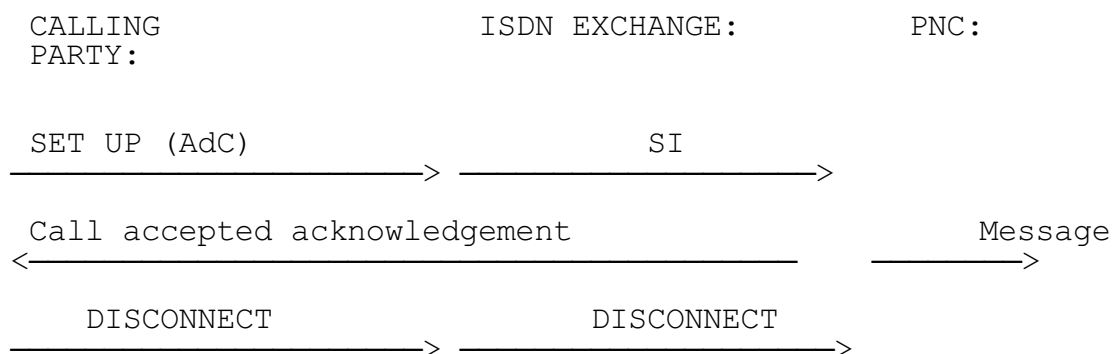 CALLING ISDN EXCHANGE: PNC:
PARTY:
SET UP (AdC) SI
Call accepted acknowledgement Message
DISCONNECT DISCONNECT